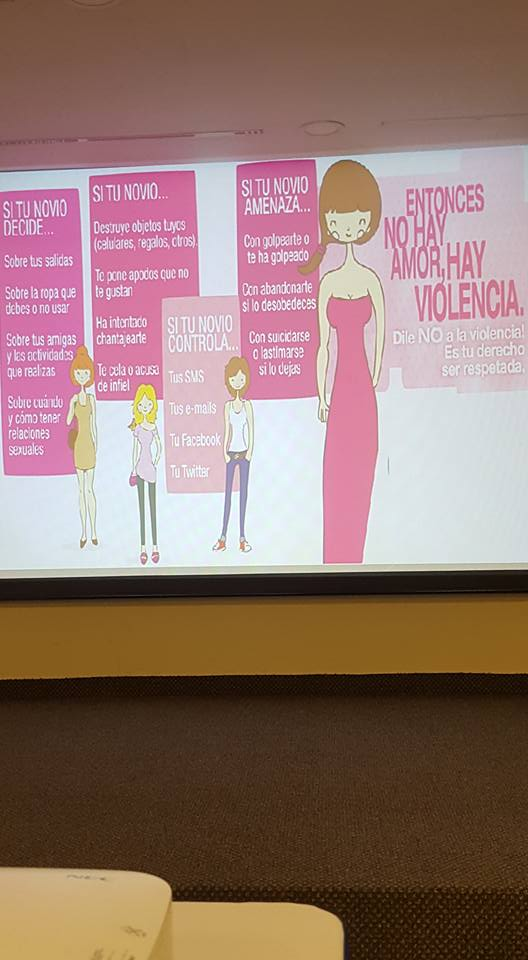 SI TU NOVIO
DECIDE...
Sobre tus salidas
Sobre la ropa que
debes o no usar
Sobre tus amigas
y las actividades
que realizas
Sobre cuándo
y cómo tener
relaciones
sexuales
SI TU NOVIO...
Destruye objetos tuyos
(celulares, regalos, otros).
Te pone apodos que no
te gustan
Ha intentado
chantajearte
Te cela o acusa
de infiel
SI TU NOVIO
CONTROLA...
Tus SMS
Tus e-mails
Tu Facebook
Tu Twitter
SI TU NOVIO
AMENAZA...
Con golpearte o
te ha golpeado
Con abandonarte
si lo desobedeces
Con suicidarse
o lastimarse
si lo dejas
ENTONCES
NO HAY
AMOR, HAY
VIOLENCIA.
Dile NO a la violencia!
Es tu derecho
ser respetada.